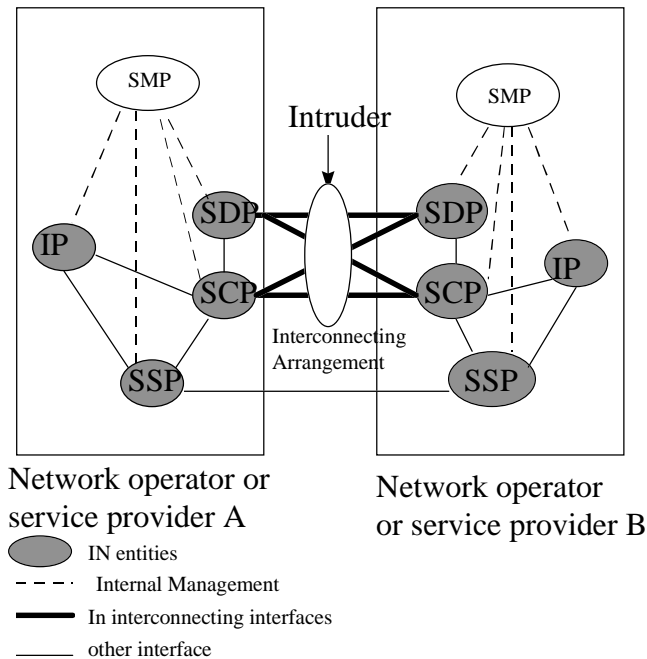 SMP
SMP
Intruder
SDP
SDP
IP
IP
SCP
SCP
Interconnecting
Arrangement
SSP
SSP
Network operator or
service provider A
Network operator
or service provider B
IN entities
Internal Management
In interconnecting interfaces
other interface